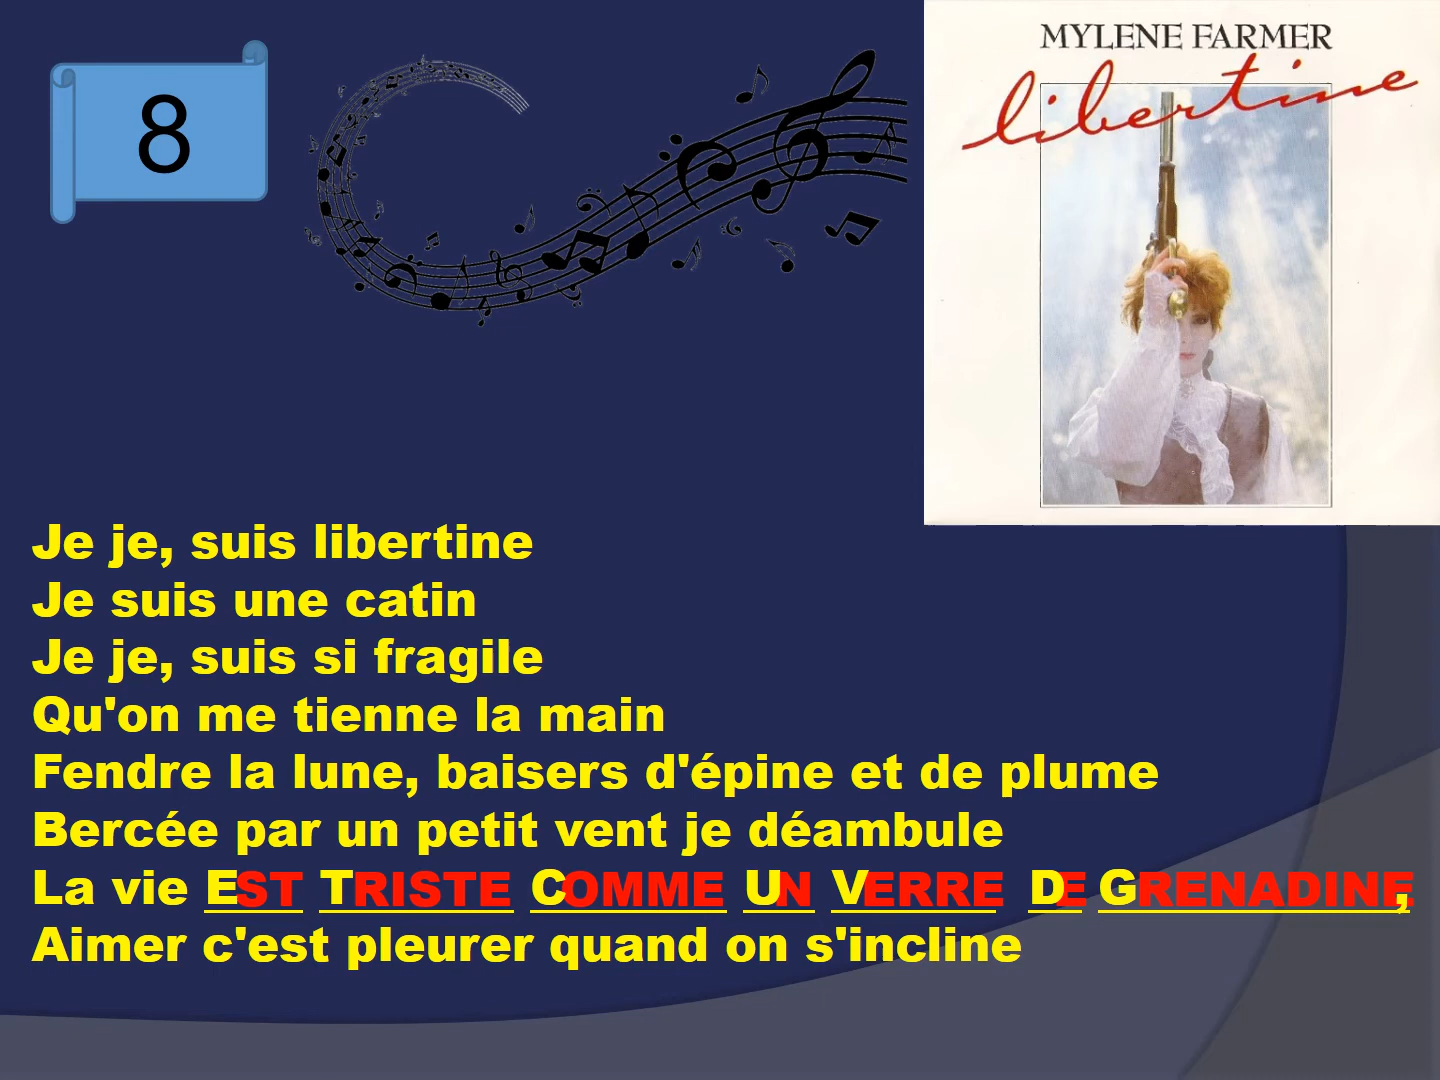 8
MYLENE FARMER
libertine
Je je, suis libertine
Je suis une catin
Je je, suis si fragile
Qu'on me tienne la main
Fendre la lune, baisers d'épine et de plume
Bercée par un petit vent je déambule
La vie EST TRISTE COMME UN VERRE DE GRENADINE,
Aimer c'est pleurer quand on s'incline